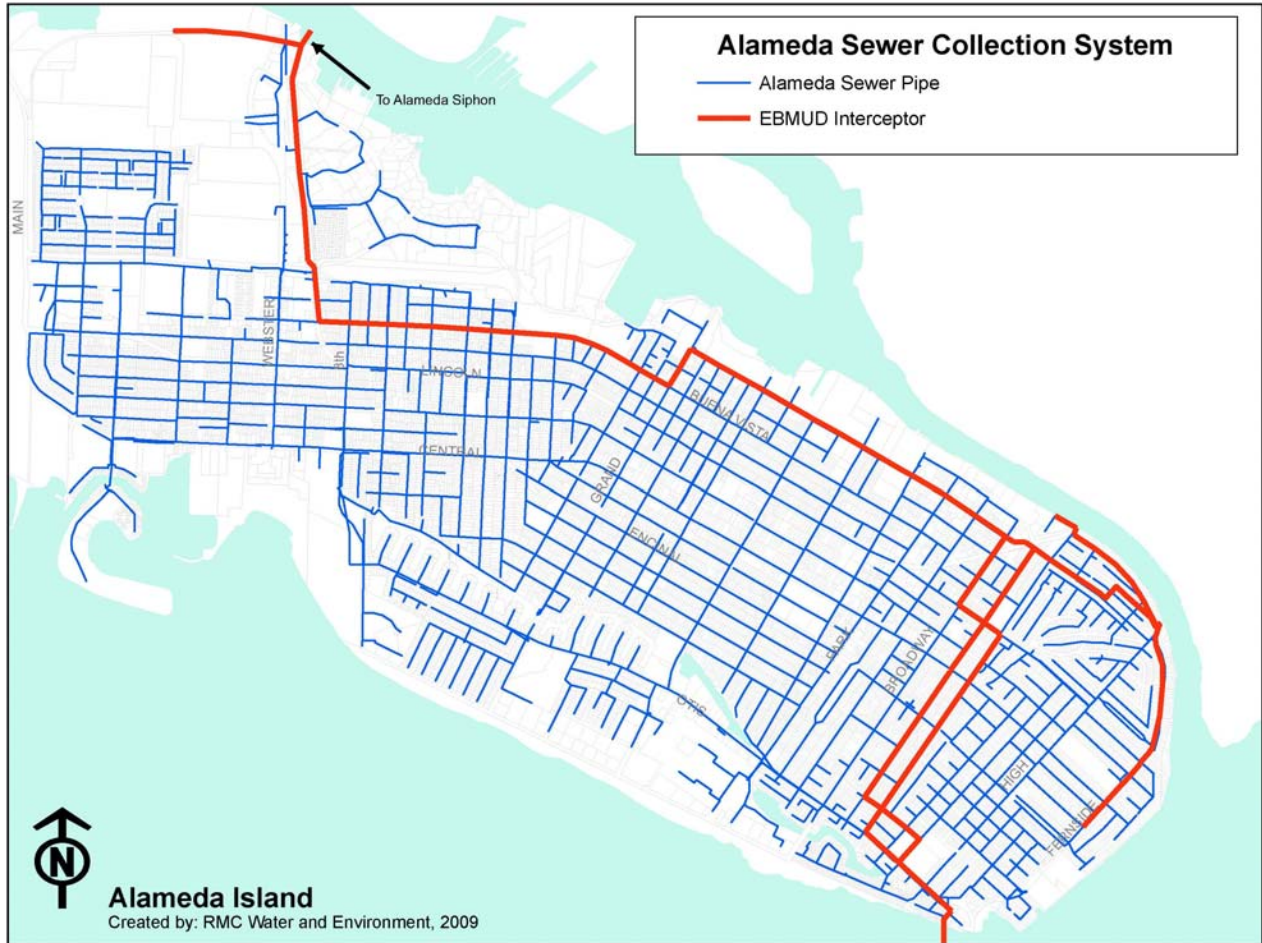 Alameda Sewer Collection System
Alameda Sewer Pipe
EBMUD Interceptor
To Alameda Siphon
MAIN
WEBSTER
8th
LINCOLN
CENTRAL
BUENA VISTA
GRAND
ENCINAL
PARK
BROADWAY
OTIS
HIGH
FERNSIDE
N
Alameda Island
Created by: RMC Water and Environment, 2009